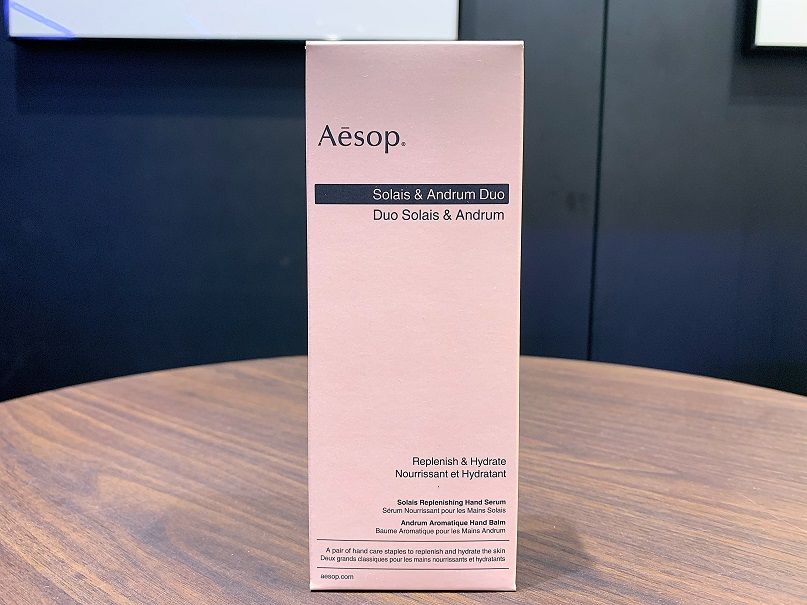 Aēsop®
Solais & Andrum Duo
Duo Solais & Andrum
Replenish & Hydrate
Nourrissant et Hydratant
Solais Replenishing Hand Serum
Sérum Nourrissant pour les Mains Solais
Andrum Aromatique Hand Balm
Baume Aromatique pour les Mains Andrum
A pair of hand care staples to replenish and hydrate the skin
Deux grands classiques pour les mains nourrissants et hydratants
aesop.com